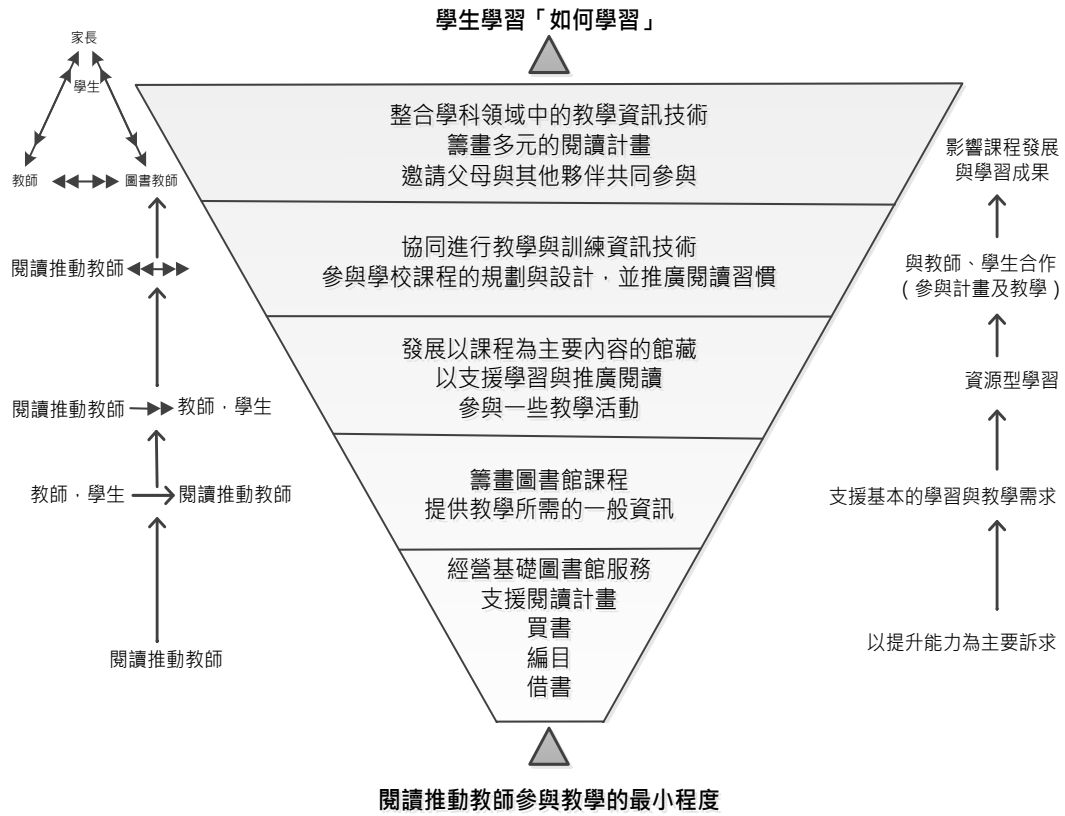 學生學習「如何學習」
家長
學生
教師
圖書教師
整合學科領域中的教學資訊技術
籌畫多元的閱讀計畫
邀請父母與其他夥伴共同參與
影響課程發展
與學習成果
閱讀推動教師
協同進行教學與訓練資訊技術
參與學校課程的規劃與設計，並推廣閱讀習慣
與教師、學生合作
(參與計畫及教學)
閱讀推動教師
教師，學生
發展以課程為主要內容的館藏
以支援學習與推廣閱讀
參與一些教學活動
資源型學習
教師，學生
閱讀推動教師
籌畫圖書館課程
提供教學所需的一般資訊
支援基本的學習與教學需求
閱讀推動教師
經營基礎圖書館服務
支援閱讀計畫
買書
編目
借書
以提升能力為主要訴求
閱讀推動教師參與教學的最小程度